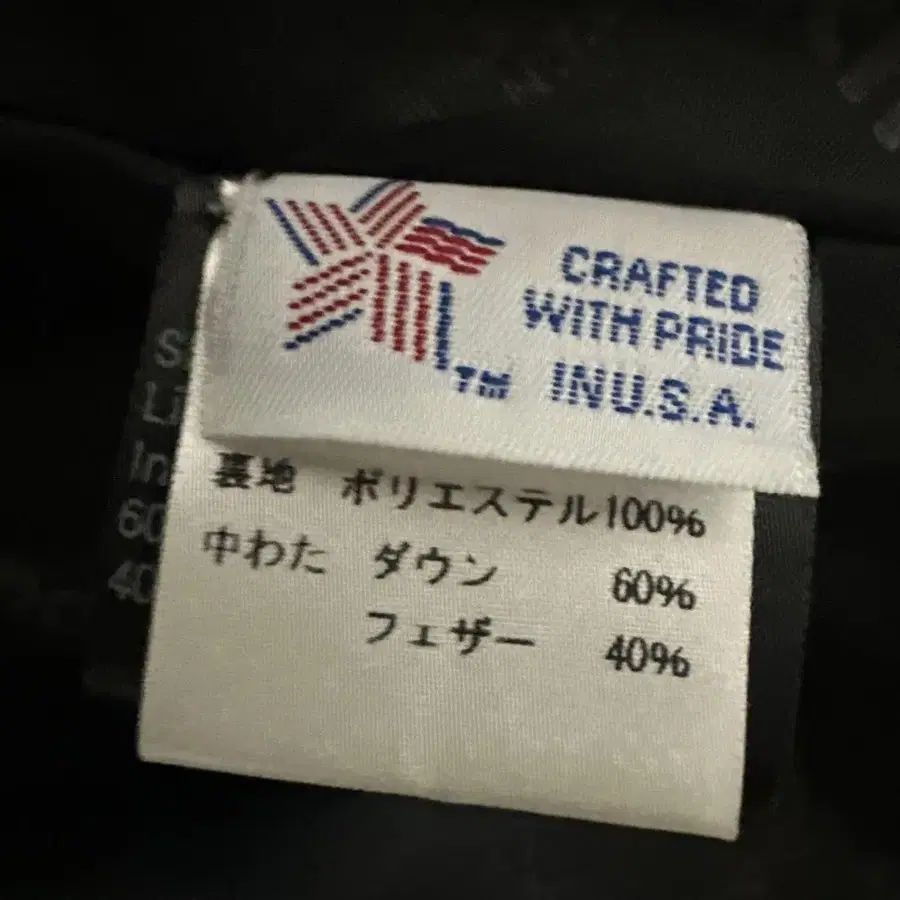 CRAFTED
WITH PRIDE
IN U.S.A.
TM
裏地 ポリエステル100%
中わた ダウン 60%
フェザー 40%